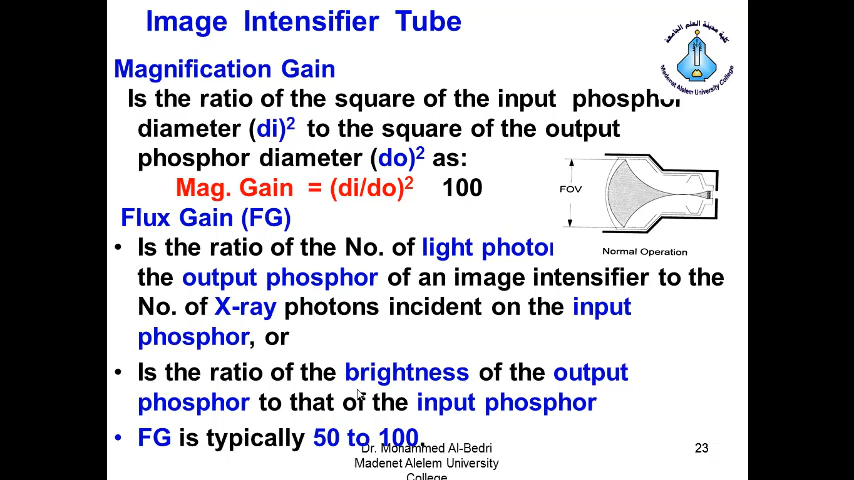 Image Intensifier Tube
Magnification Gain
Is the ratio of the square of the input phosphor
diameter (di)² to the square of the output
phosphor diameter (do)² as:
Mag. Gain = (di/do)² 100
Flux Gain (FG)
• Is the ratio of the No. of light photon
the output phosphor of an image intensifier to the
No. of X-ray photons incident on the input
phosphor, or
• Is the ratio of the brightness of the output
phosphor to that of the input phosphor
• FG is typically 50 to 100.
FOV
Normal Operation
كلية مدينة العلم الجامعة
Madenat Alelem University College
Dr. Mohammed Al-Bedri
Madenet Alelem University
College
23